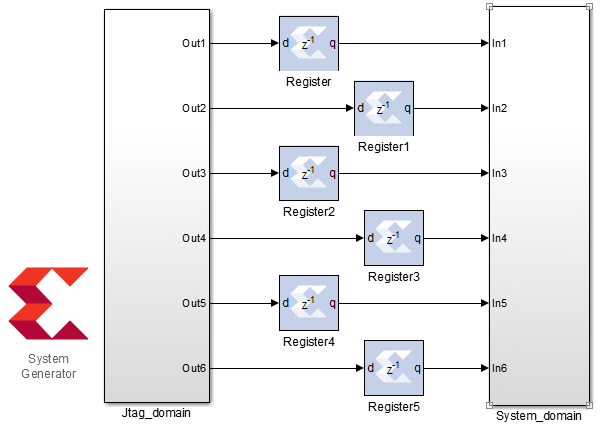 Out1 d z-1 q In1
Register
Out2 d z-1 q In2
Register1
Out3 d z-1 q In3
Register2
Out4 d z-1 q In4
Register3
Out5 d z-1 q In5
Register4
Out6 d z-1 q In6
Register5
System
Generator
Jtag_domain
System_domain